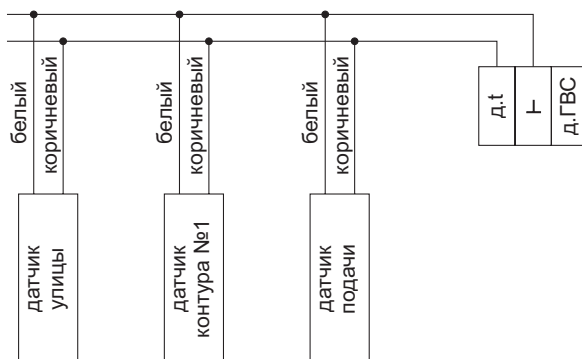 белый
коричневый
белый
коричневый
белый
коричневый
д.t
д.ГВС
датчик
улицы
датчик
контура №1
датчик
подачи